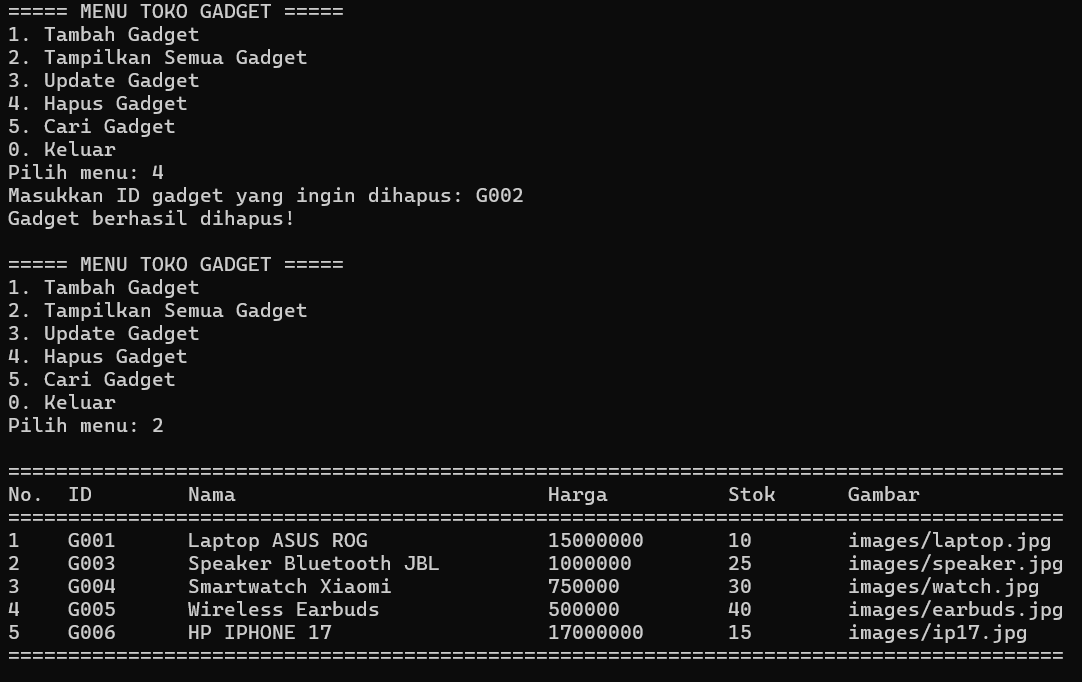 ===== MENU TOKO GADGET =====
1. Tambah Gadget
2. Tampilkan Semua Gadget
3. Update Gadget
4. Hapus Gadget
5. Cari Gadget
0. Keluar
Pilih menu: 4
Masukkan ID gadget yang ingin dihapus: G002
Gadget berhasil dihapus!

===== MENU TOKO GADGET =====
1. Tambah Gadget
2. Tampilkan Semua Gadget
3. Update Gadget
4. Hapus Gadget
5. Cari Gadget
0. Keluar
Pilih menu: 2

========================================================================================
No.  ID        Nama                          Harga          Stok      Gambar
========================================================================================
1    G001      Laptop ASUS ROG               15000000       10        images/laptop.jpg
2    G003      Speaker Bluetooth JBL         1000000        25        images/speaker.jpg
3    G004      Smartwatch Xiaomi             750000         30        images/watch.jpg
4    G005      Wireless Earbuds              500000         40        images/earbuds.jpg
5    G006      HP IPHONE 17                  17000000       15        images/ip17.jpg
========================================================================================